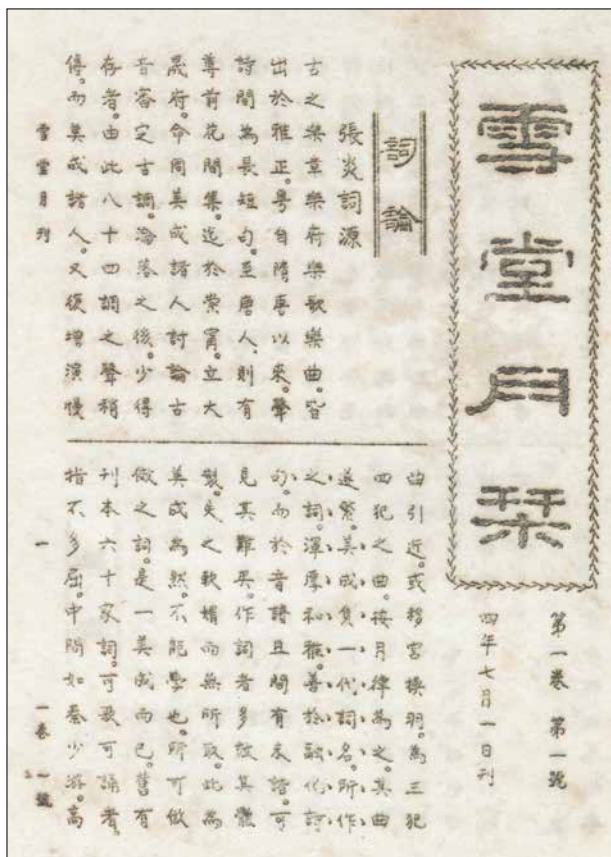 雪堂月栞
第一卷 第一號
四年七月一日刊
詞論
張炎詞源
古之樂章樂府樂歌樂曲。皆
出於雅正。粵自隋唐以來。聲
詩間為長短句。至唐人。則有
尊前花間集。迄於崇寧。立大
晟府。命周美成諸人討論古
音審定古調。淪落之後。少得
存者。由此八十四調之聲稍
傳。而美成諸人。又復增演慢
曲引近。或移宮換羽。為三犯
四犯之曲。按月律為之。其曲
遂繁。美成負一代詞名。所作
之詞。渾厚和雅。善於融化詩
句。而於音譜且間有未諧。可
見其難矣。作詞者多效其體
製。失之軟媚而無所取。此為
美成為然。不能學也。所可倣
倣之詞。是一美成而已。舊有
刊本六十家詞。可歌可誦者。
指不多屈。中間如秦少游。高
雪堂月刊
一
一卷 一號